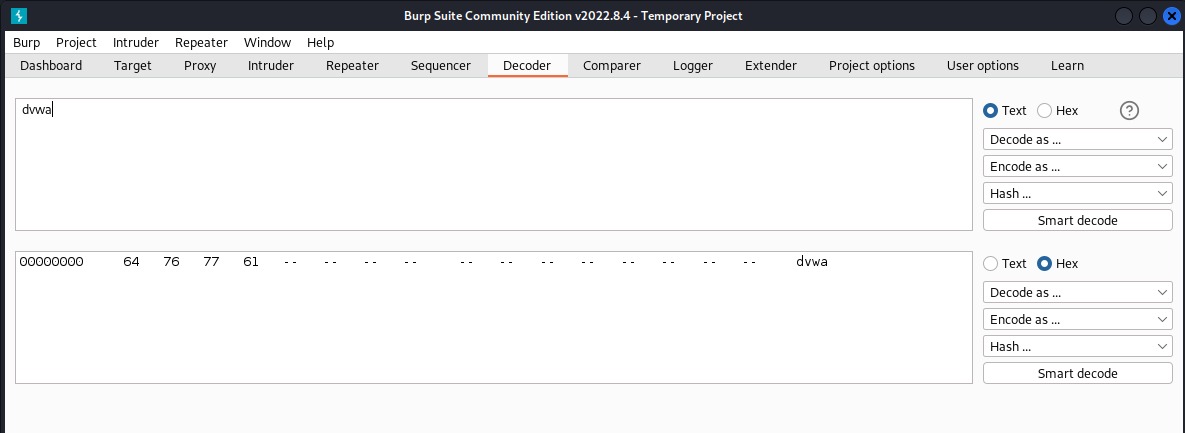 Burp Suite Community Edition v2022.8.4 - Temporary Project
Burp Project Intruder Repeater Window Help
Dashboard Target Proxy Intruder Repeater Sequencer Decoder Comparer Logger Extender Project options User options Learn
dvwa
Text Hex ?
Decode as ...
Encode as ...
Hash ...
Smart decode
00000000 64 76 77 61 -- -- -- -- -- -- -- -- -- -- -- -- dvwa
Text Hex
Decode as ...
Encode as ...
Hash ...
Smart decode